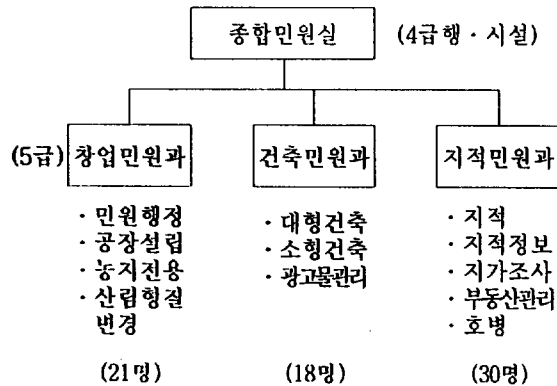 종합민원실 (4급행·시설)
(5급) 창업민원과 건축민원과 지적민원과
· 민원행정
· 공장설립
· 농지전용
· 산림형질
변경
(21명)
· 대형건축
· 소형건축
· 광고물관리
(18명)
· 지적
· 지적정보
· 지가조사
· 부동산관리
· 호병
(30명)